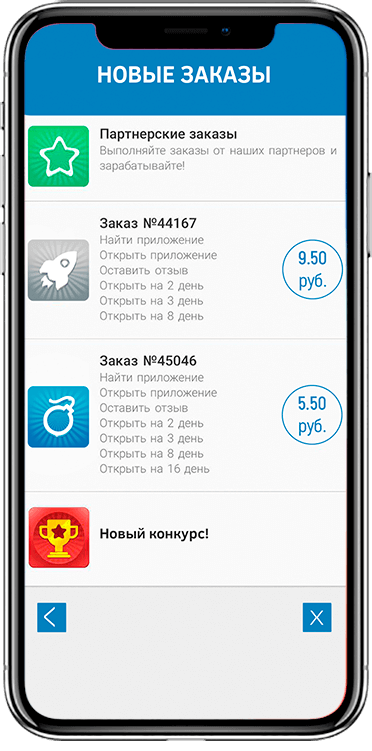 НОВЫЕ ЗАКАЗЫ
Партнерские заказы
Выполняйте заказы от наших партнеров и
зарабатывайте!
Заказ №44167
Найти приложение
Открыть приложение
Оставить отзыв
Открыть на 2 день
Открыть на 3 день
Открыть на 8 день
9.50
руб.
Заказ №45046
Найти приложение
Открыть приложение
Оставить отзыв
Открыть на 2 день
Открыть на 3 день
Открыть на 8 день
Открыть на 16 день
5.50
руб.
Новый конкурс!